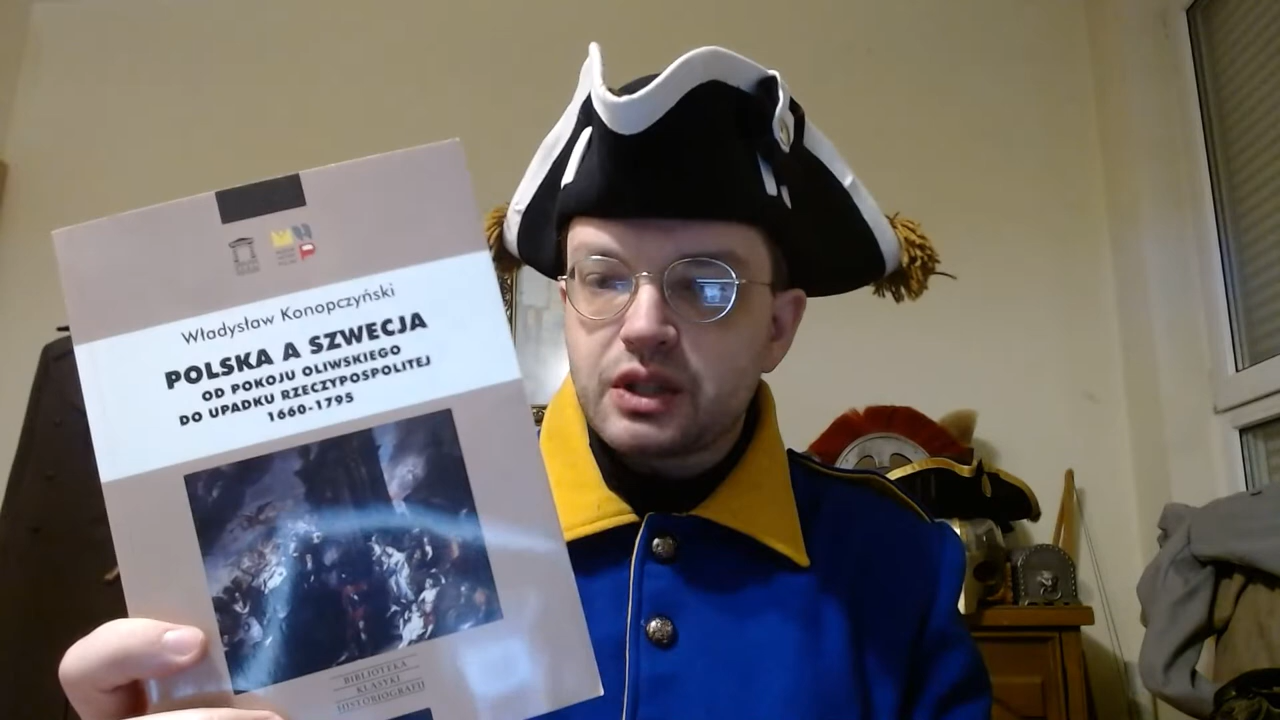 Władysław Konopczyński
POLSKA A SZWECJA
OD POKOJU OLIWSKIEGO
DO UPADKU RZECZYPOSPOLITEJ
1660-1795
BIBLIOTEKA
KLASYKI
HISTORIOGRAFII